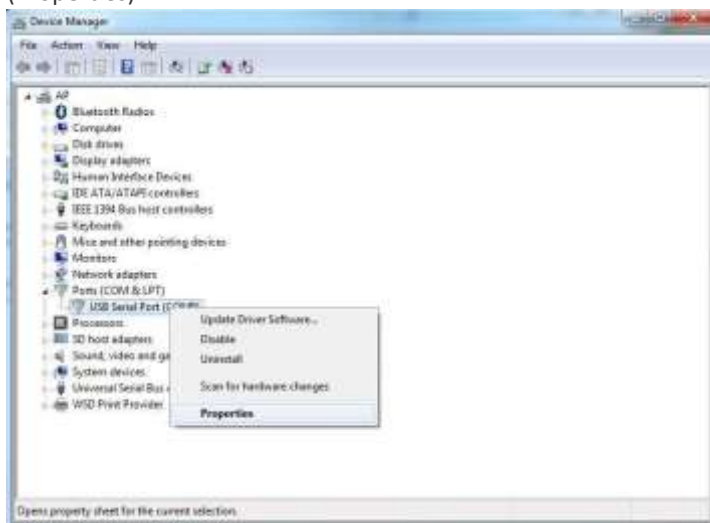 Device Manager
File Action View Help
AP
Bluetooth Radios
Computer
Disk drives
Display adapters
Human Interface Devices
IDE ATA/ATAPI controllers
IEEE 1394 Bus host controllers
Keyboards
Mice and other pointing devices
Monitors
Network adapters
Ports (COM & LPT)
USB Serial Port
Processors
SD host adapters
Sound, video and ga
System devices
Universal Serial Bus
WSD Print Provider
Update Driver Software...
Disable
Uninstall
Scan for hardware changes
Properties
Opens property sheet for the current selection.